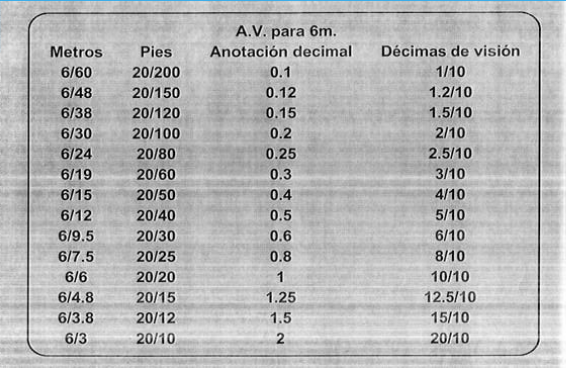 A.V. para 6m.
Metros Pies Anotación decimal Décimas de visión
6/60 20/200 0.1 1/10
6/48 20/150 0.12 1.2/10
6/38 20/120 0.15 1.5/10
6/30 20/100 0.2 2/10
6/24 20/80 0.25 2.5/10
6/19 20/60 0.3 3/10
6/15 20/50 0.4 4/10
6/12 20/40 0.5 5/10
6/9.5 20/30 0.6 6/10
6/7.5 20/25 0.8 8/10
6/6 20/20 1 10/10
6/4.8 20/15 1.25 12.5/10
6/3.8 20/12 1.5 15/10
6/3 20/10 2 20/10